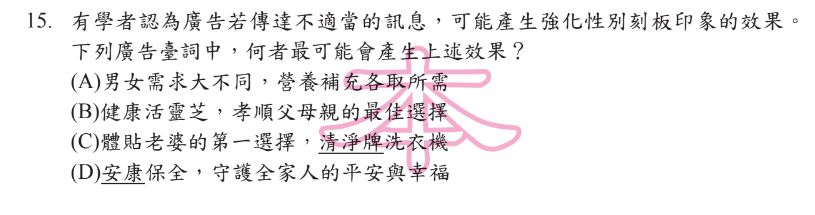 15. 有學者認為廣告若傳達不適當的訊息，可能產生強化性別刻板印象的效果。
下列廣告臺詞中，何者最可能會產生上述效果？
(A)男女需求大不同，營養補充各取所需
(B)健康活靈芝，孝順父母親的最佳選擇
(C)體貼老婆的第一選擇，清淨牌洗衣機
(D)安康保全，守護全家人的平安與幸福
本